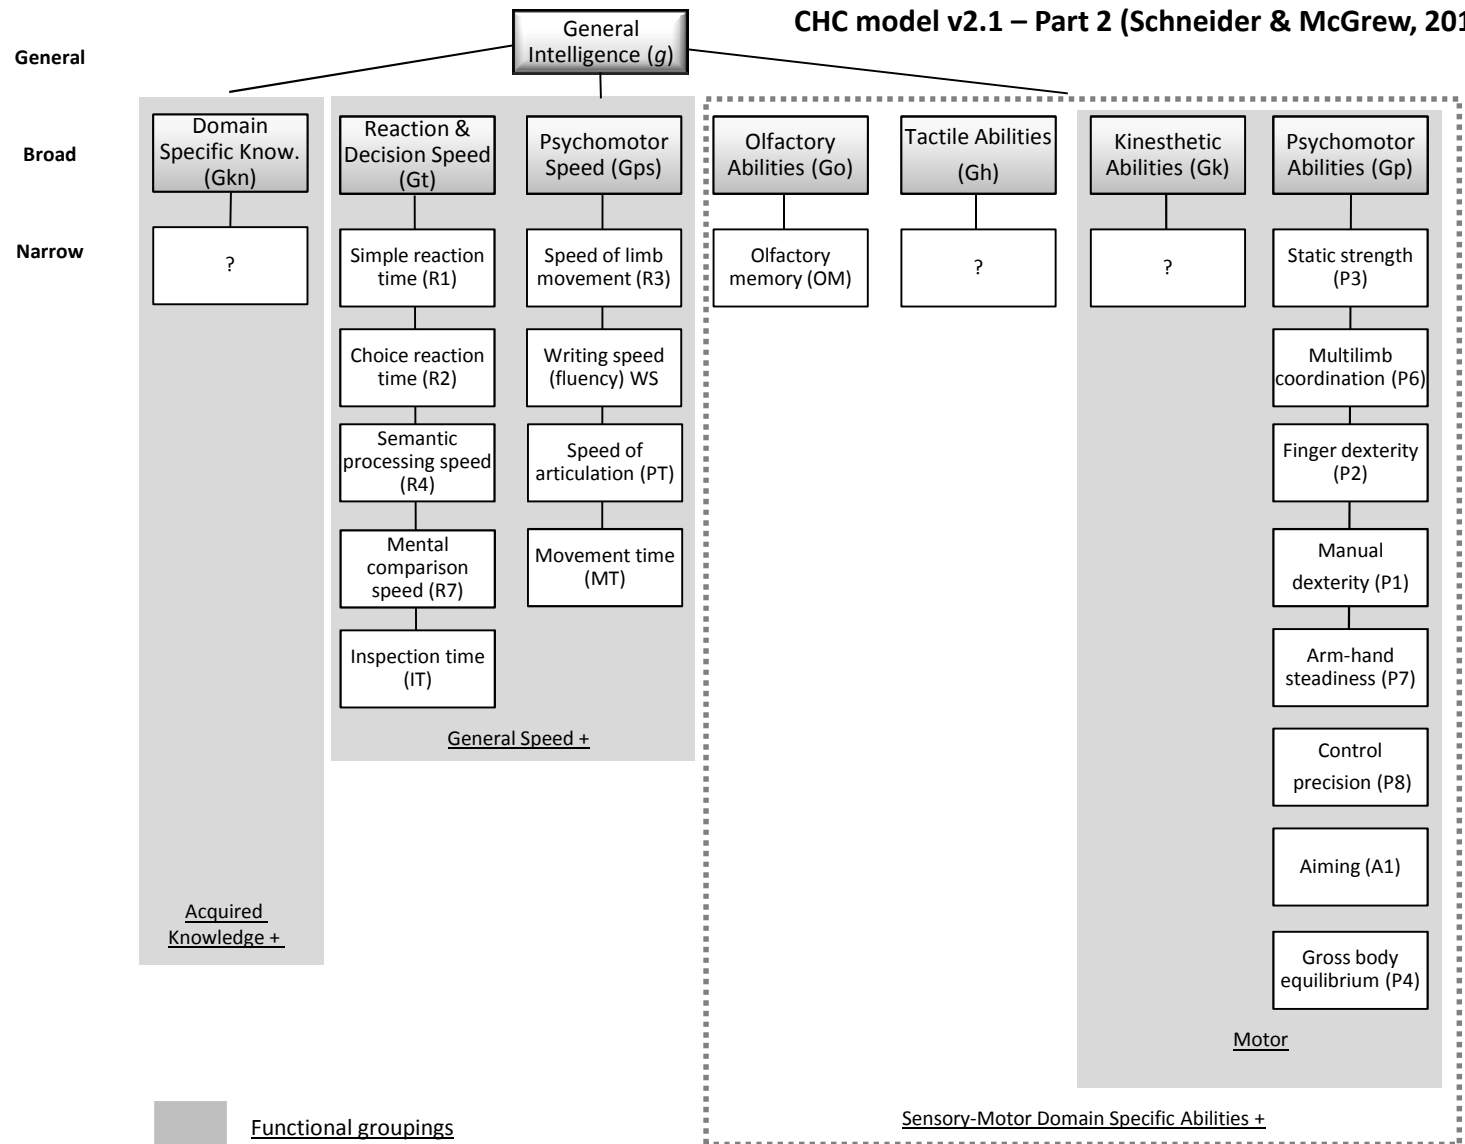 CHC model v2.1 – Part 2 (Schneider & McGrew, 201
General
General
Intelligence (g)
Broad
Domain
Specific Know.
(Gkn)
Reaction &
Decision Speed
(Gt)
Psychomotor
Speed (Gps)
Olfactory
Abilities (Go)
Tactile Abilities
(Gh)
Kinesthetic
Abilities (Gk)
Psychomotor
Abilities (Gp)
Narrow
?
Simple reaction
time (R1)
Speed of limb
movement (R3)
Olfactory
memory (OM)
?
?
Static strength
(P3)
Choice reaction
time (R2)
Writing speed
(fluency) WS
Multilimb
coordination (P6)
Semantic
processing speed
(R4)
Speed of
articulation (PT)
Finger dexterity
(P2)
Mental
comparison
speed (R7)
Movement time
(MT)
Manual
dexterity (P1)
Inspection time
(IT)
Arm-hand
steadiness (P7)
General Speed +
Control
precision (P8)
Aiming (A1)
Acquired
Knowledge +
Gross body
equilibrium (P4)
Motor
Functional groupings
Sensory-Motor Domain Specific Abilities +